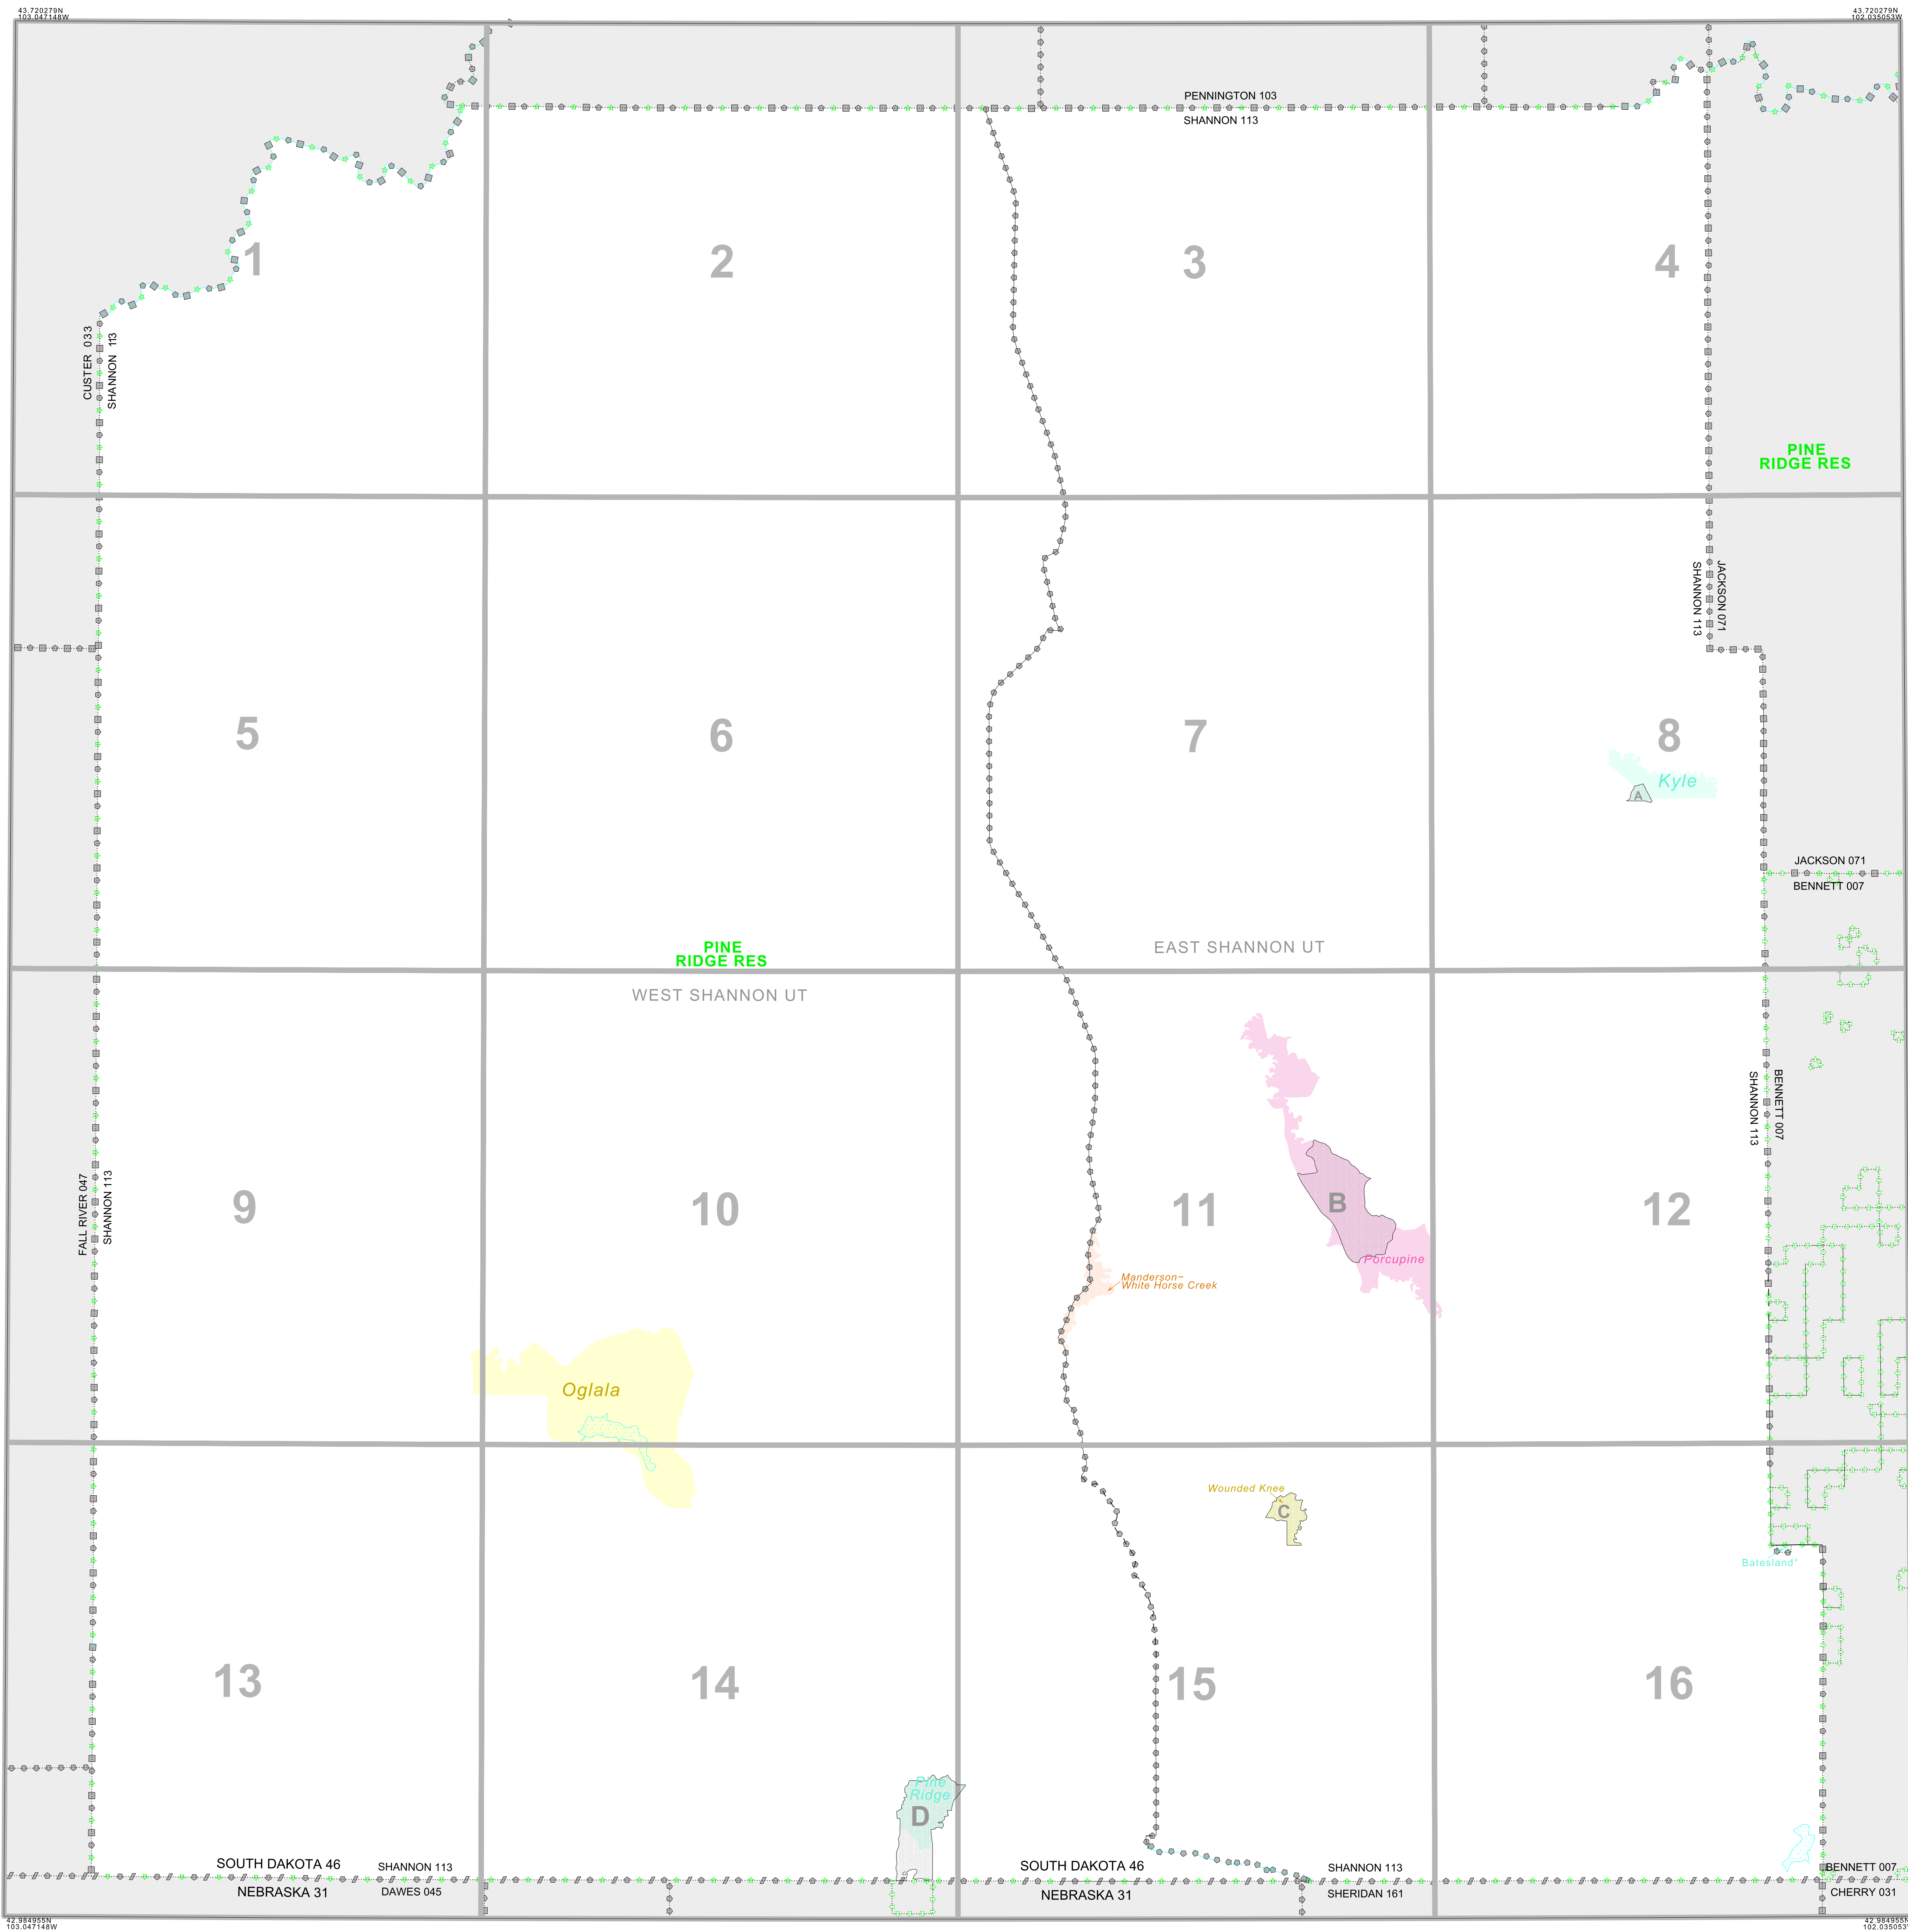 43.720279N
103.047148W
43.720279N
102.035053W
PENNINGTON 103
SHANNON 113
1
2
3
4
CUSTER 033
SHANNON 113
PINE
RIDGE RES
SHANNON 113
JACKSON 071
5
6
7
8
Kyle
A
JACKSON 071
BENNETT 007
PINE
RIDGE RES
EAST SHANNON UT
WEST SHANNON UT
SHANNON 113
BENNETT 007
FALL RIVER 047
SHANNON 113
9
10
11
B
12
Porcupine
Manderson-
White Horse Creek
Oglala
Wounded Knee
C
Batesland
13
14
15
16
Pine
Ridge
D
SOUTH DAKOTA 46
SHANNON 113
NEBRASKA 31
DAWES 045
SOUTH DAKOTA 46
SHANNON 113
NEBRASKA 31
SHERIDAN 161
BENNETT 007
CHERRY 031
42.984955N
103.047148W
42.984955N
102.035053W